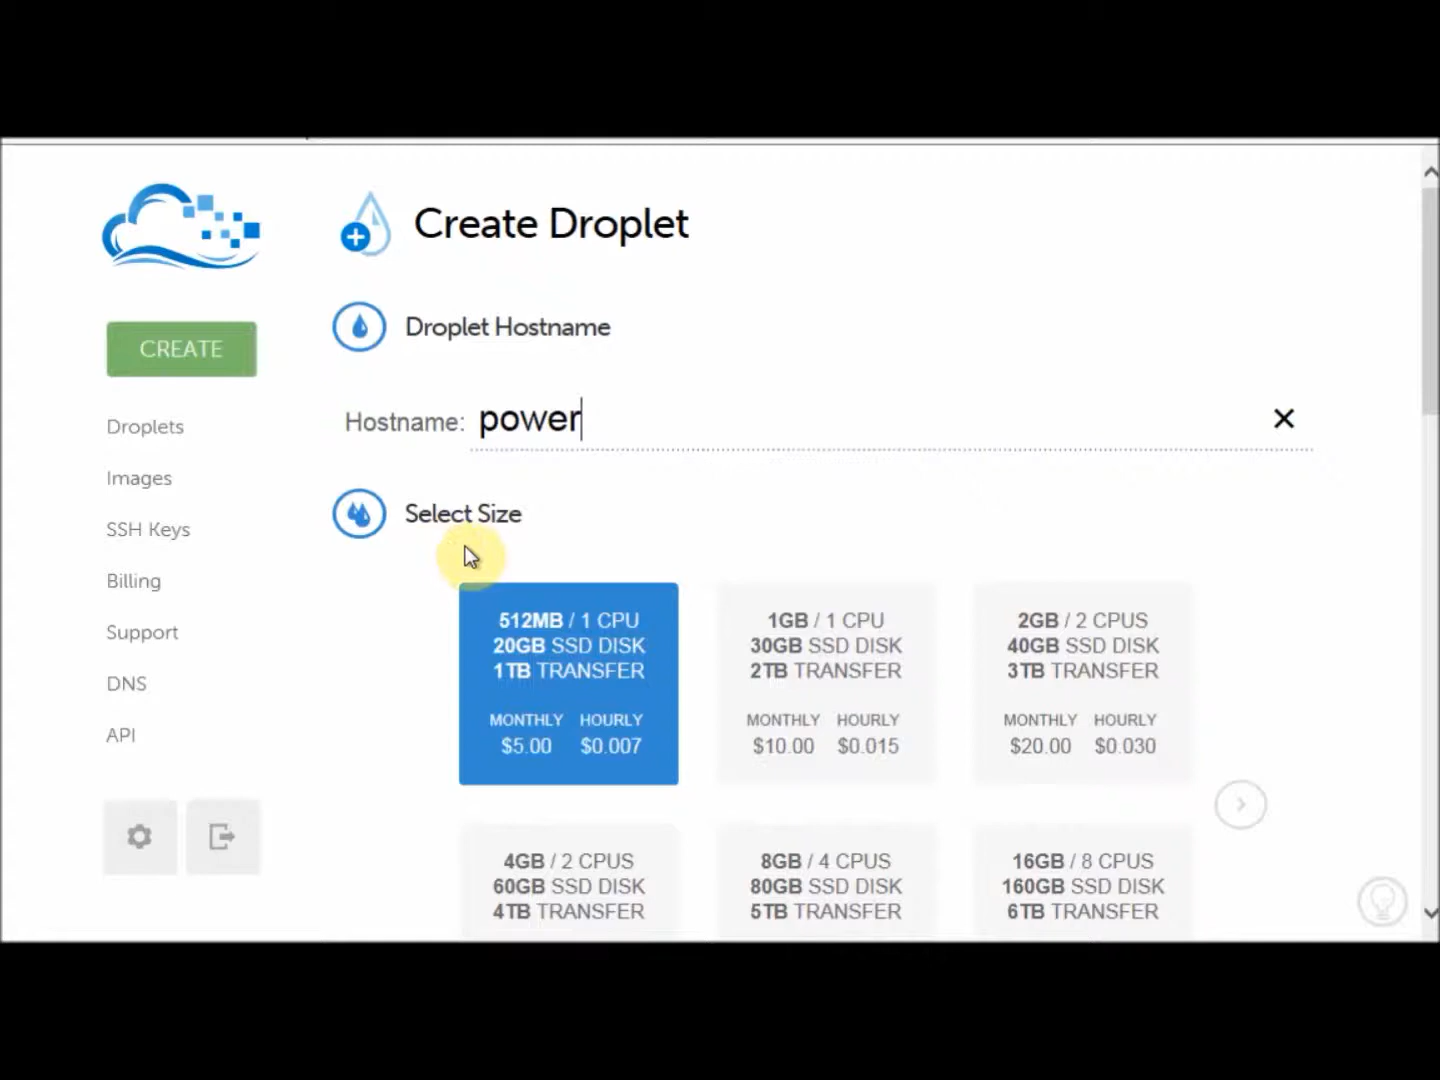 Create Droplet
Droplet Hostname
Hostname: power
Select Size
CREATE
Droplets
Images
SSH Keys
Billing
Support
DNS
API
512MB / 1 CPU
20GB SSD DISK
1TB TRANSFER
MONTHLY HOURLY
$5.00 $0.007
1GB / 1 CPU
30GB SSD DISK
2TB TRANSFER
MONTHLY HOURLY
$10.00 $0.015
2GB / 2 CPUS
40GB SSD DISK
3TB TRANSFER
MONTHLY HOURLY
$20.00 $0.030
4GB / 2 CPUS
60GB SSD DISK
4TB TRANSFER
8GB / 4 CPUS
80GB SSD DISK
5TB TRANSFER
16GB / 8 CPUS
160GB SSD DISK
6TB TRANSFER